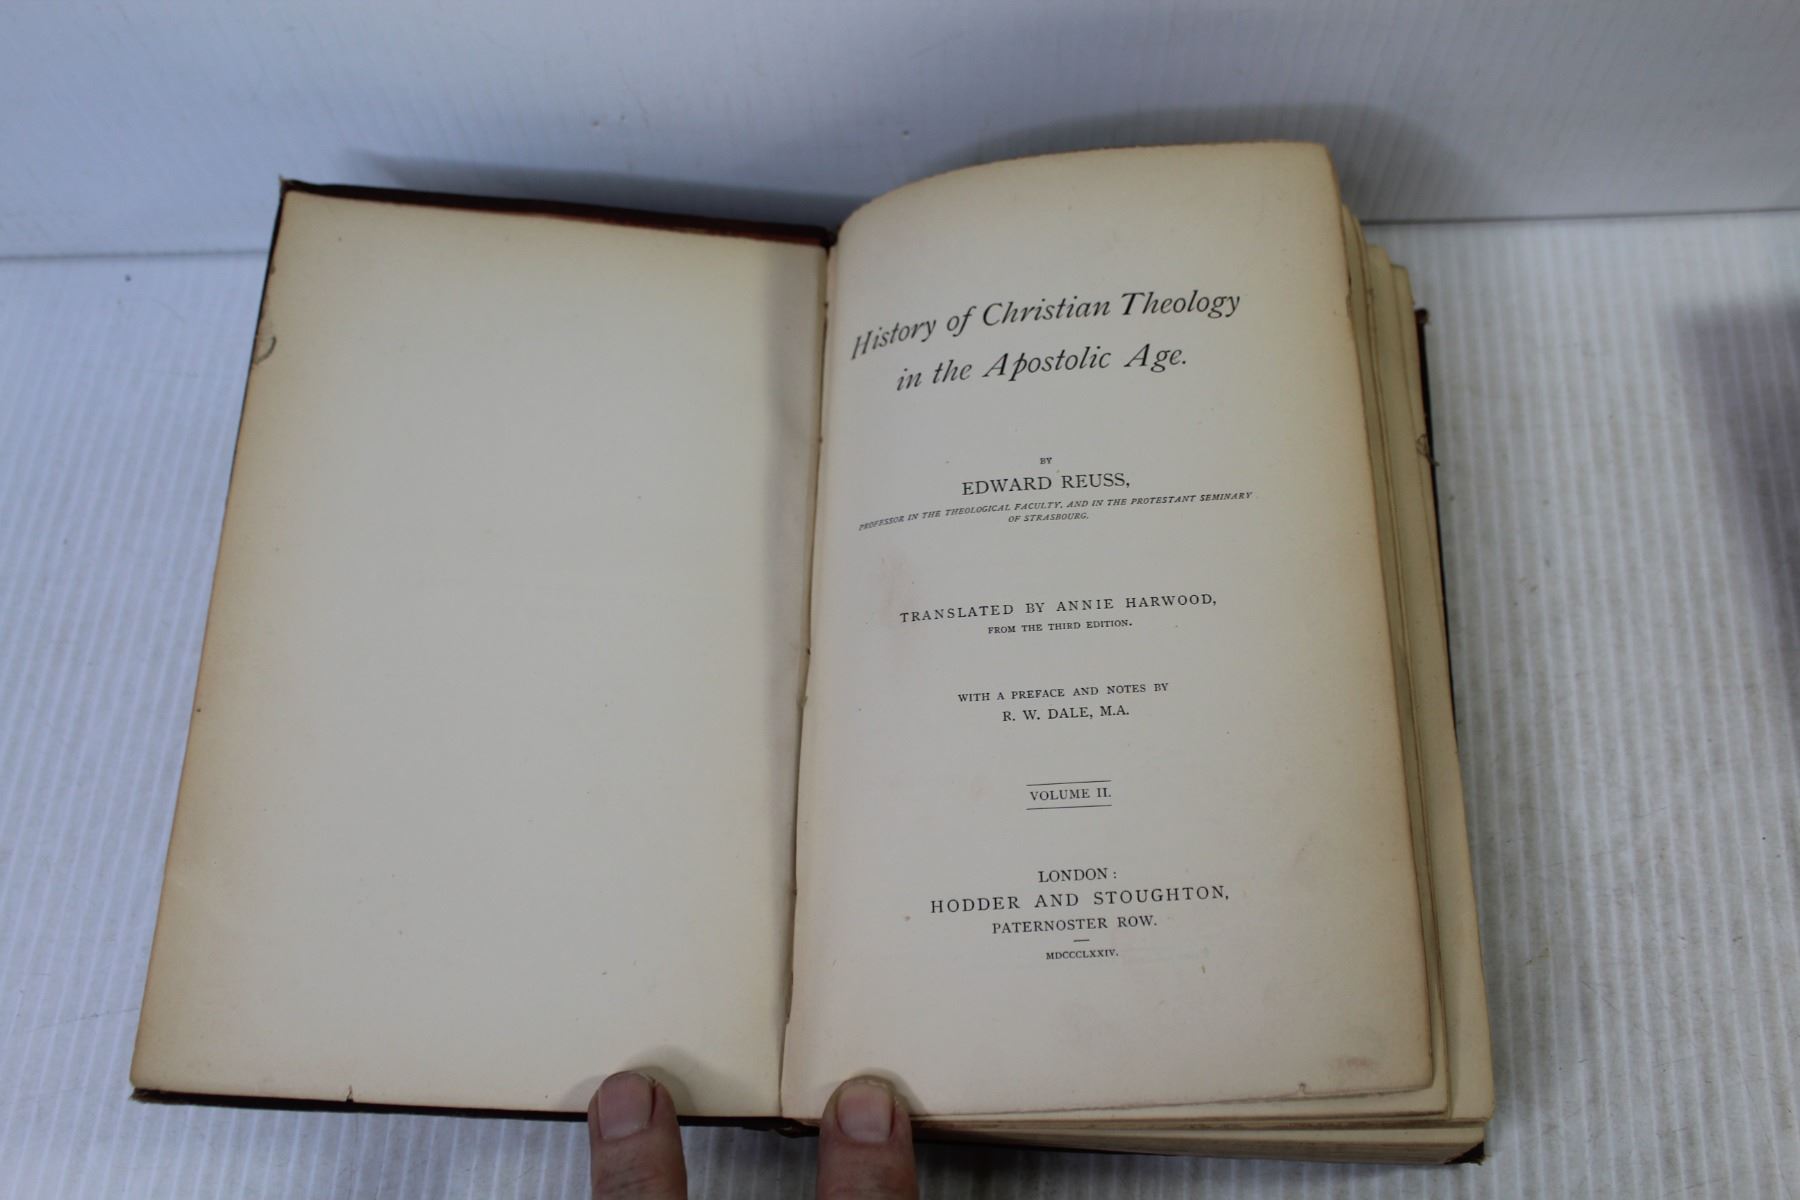 History of Christian Theology
in the Apostolic Age.
BY
EDWARD REUSS,
PROFESSOR IN THE THEOLOGICAL FACULTY, AND IN THE PROTESTANT SEMINARY
OF STRASBOURG.
TRANSLATED BY ANNIE HARWOOD,
FROM THE THIRD EDITION.
WITH A PREFACE AND NOTES BY
R. W. DALE, M.A.
VOLUME II.
LONDON:
HODDER AND STOUGHTON,
PATERNOSTER ROW.
MDCCCLXXIV.